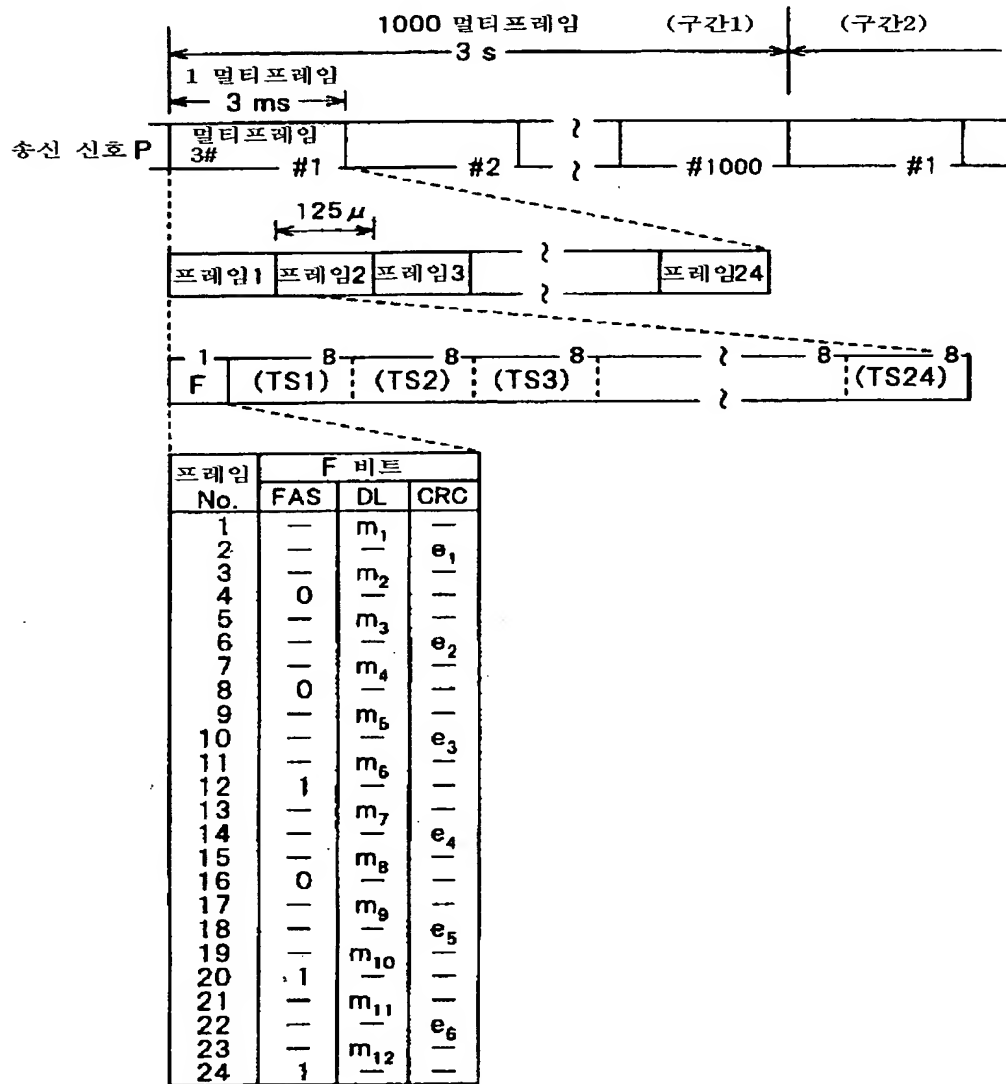 1000 멀티프레임 (구간1) (구간2)
3 s
1 멀티프레임
3 ms
송신 신호 P
멀티프레임
3#
#1 #2 #1000 #1
125μ
프레임1 프레임2 프레임3 프레임24
1 8 8 8 8 8
F (TS1) (TS2) (TS3) (TS24)
프레임 F 비트
No. FAS DL CRC
1 — m₁ —
2 — — e₁
3 — m₂ —
4 0 — —
5 — m₃ —
6 — — e₂
7 — m₄ —
8 0 — —
9 — m₅ —
10 — — e₃
11 — m₆ —
12 1 — —
13 — m₇ —
14 — — e₄
15 — m₈ —
16 0 — —
17 — m₉ —
18 — — e₅
19 — m₁₀ —
20 1 — —
21 — m₁₁ —
22 — — e₆
23 — m₁₂ —
24 1 — —